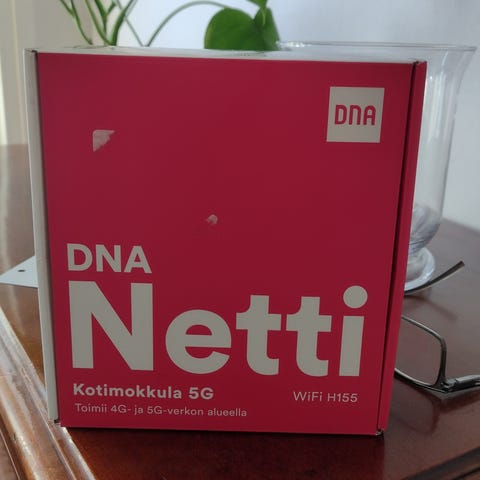 DNA
DNA
Netti
Kotimokkula 5G
WiFi H155
Toimii 4G- ja 5G-verkon alueella